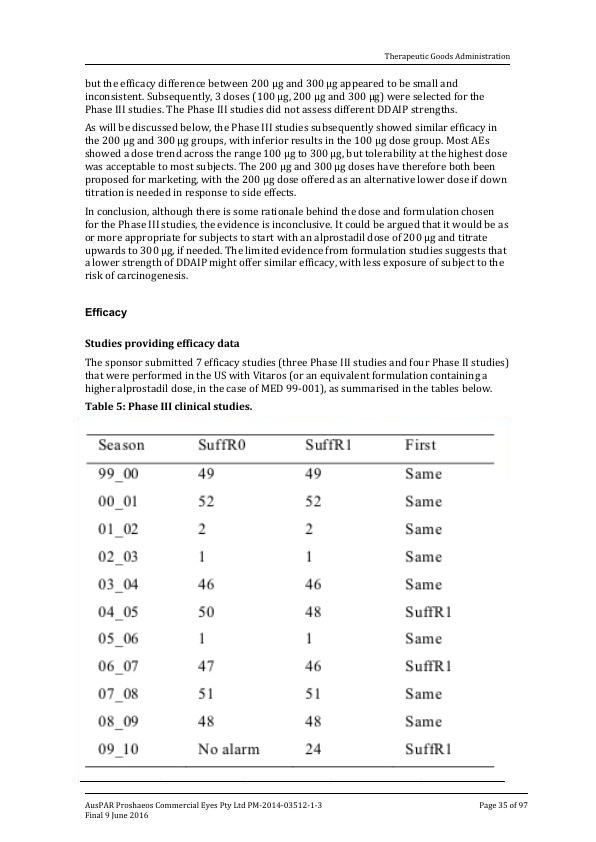 Therapeutic Goods Administration
but the efficacy difference between 200 µg and 300 µg appeared to be small and
inconsistent. Subsequently, 3 doses (100 µg, 200 µg and 300 µg) were selected for the
Phase III studies. The Phase III studies did not assess different DDAIP strengths.
As will be discussed below, the Phase III studies subsequently showed similar efficacy in
the 200 µg and 300 µg groups, with inferior results in the 100 µg dose group. Most AEs
showed a dose trend across the range 100 µg to 300 µg, but tolerability at the highest dose
was acceptable to most subjects. The 200 µg and 300 µg doses have therefore both been
proposed for marketing, with the 200 µg dose offered as an alternative lower dose if down
titration is needed in response to side effects.
In conclusion, although there is some rationale behind the dose and formulation chosen
for the Phase III studies, the evidence is inconclusive. It could be argued that it would be as
or more appropriate for subjects to start with an alprostadil dose of 200 µg and titrate
upwards to 300 µg, if needed. The limited evidence from formulation studies suggests that
a lower strength of DDAIP might offer similar efficacy, with less exposure of subject to the
risk of carcinogenesis.
Efficacy
Studies providing efficacy data
The sponsor submitted 7 efficacy studies (three Phase III studies and four Phase II studies)
that were performed in the US with Vitaros (or an equivalent formulation containing a
higher alprostadil dose, in the case of MED 99-001), as summarised in the tables below.
Table 5: Phase III clinical studies.
Season SuffR0 SuffR1 First
99_00 49 49 Same
00_01 52 52 Same
01_02 2 2 Same
02_03 1 1 Same
03_04 46 46 Same
04_05 50 48 SuffR1
05_06 1 1 Same
06_07 47 46 SuffR1
07_08 51 51 Same
08_09 48 48 Same
09_10 No alarm 24 SuffR1
AusPAR Proshaeos Commercial Eyes Pty Ltd PM-2014-03512-1-3 Page 35 of 97
Final 9 June 2016